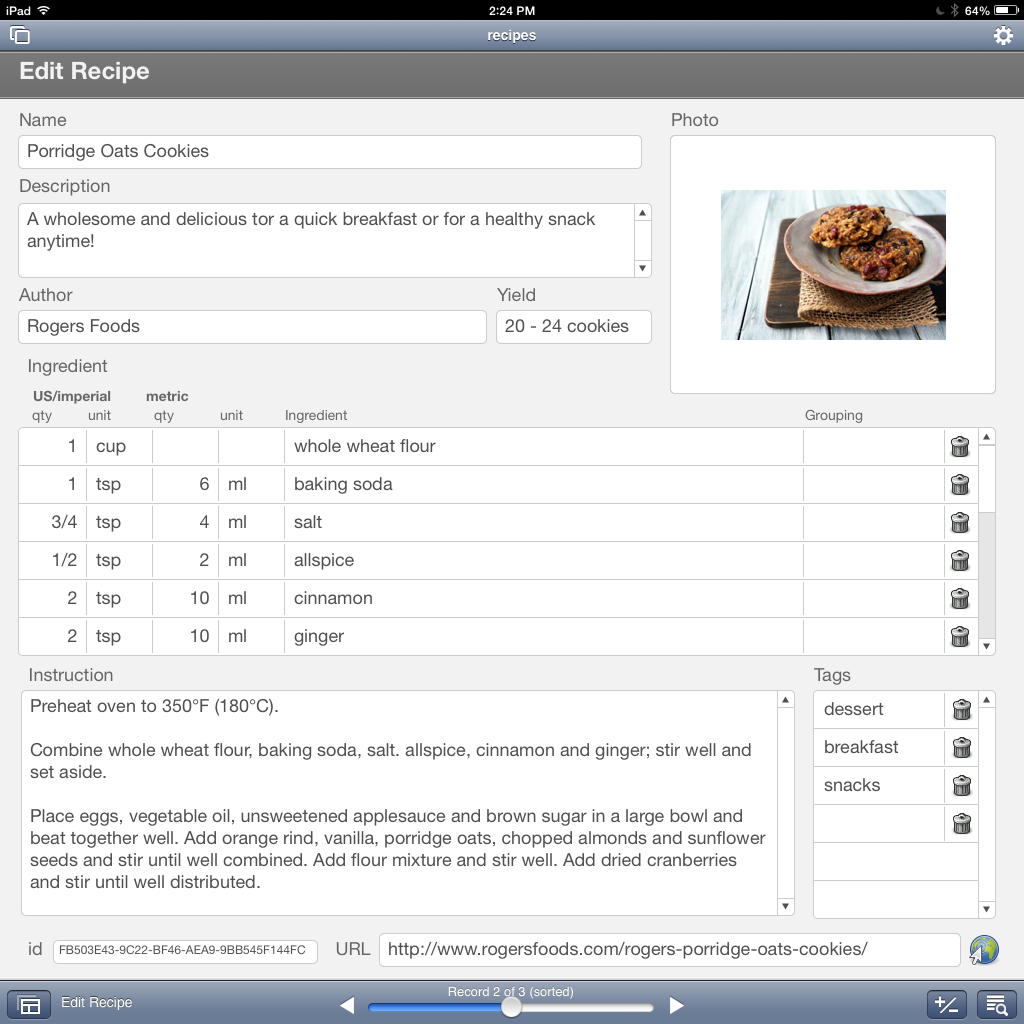 iPad 2:24 PM 64%
recipes
Edit Recipe
Name
Porridge Oats Cookies
Photo
Description
A wholesome and delicious tor a quick breakfast or for a healthy snack
anytime!
Author Yield
Rogers Foods 20 - 24 cookies
Ingredient
US/imperial metric
qty unit qty unit Ingredient Grouping
1 cup whole wheat flour
1 tsp 6 ml baking soda
3/4 tsp 4 ml salt
1/2 tsp 2 ml allspice
2 tsp 10 ml cinnamon
2 tsp 10 ml ginger
Instruction
Preheat oven to 350°F (180°C).
Combine whole wheat flour, baking soda, salt. allspice, cinnamon and ginger; stir well and
set aside.
Place eggs, vegetable oil, unsweetened applesauce and brown sugar in a large bowl and
beat together well. Add orange rind, vanilla, porridge oats, chopped almonds and sunflower
seeds and stir until well combined. Add flour mixture and stir well. Add dried cranberries
and stir until well distributed.
Tags
dessert
breakfast
snacks
id FB503E43-9C22-BF46-AEA9-9BB545F144FC URL http://www.rogersfoods.com/rogers-porridge-oats-cookies/
Edit Recipe Record 2 of 3 (sorted)